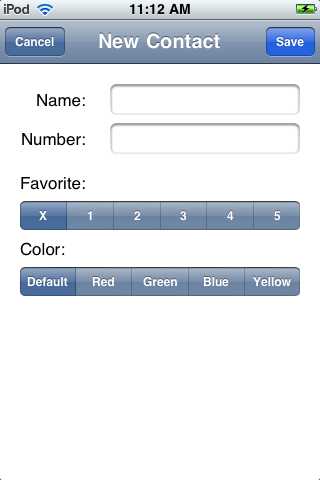 iPod 11:12 AM
Cancel New Contact Save
Name:
Number:
Favorite:
X 1 2 3 4 5
Color:
Default Red Green Blue Yellow